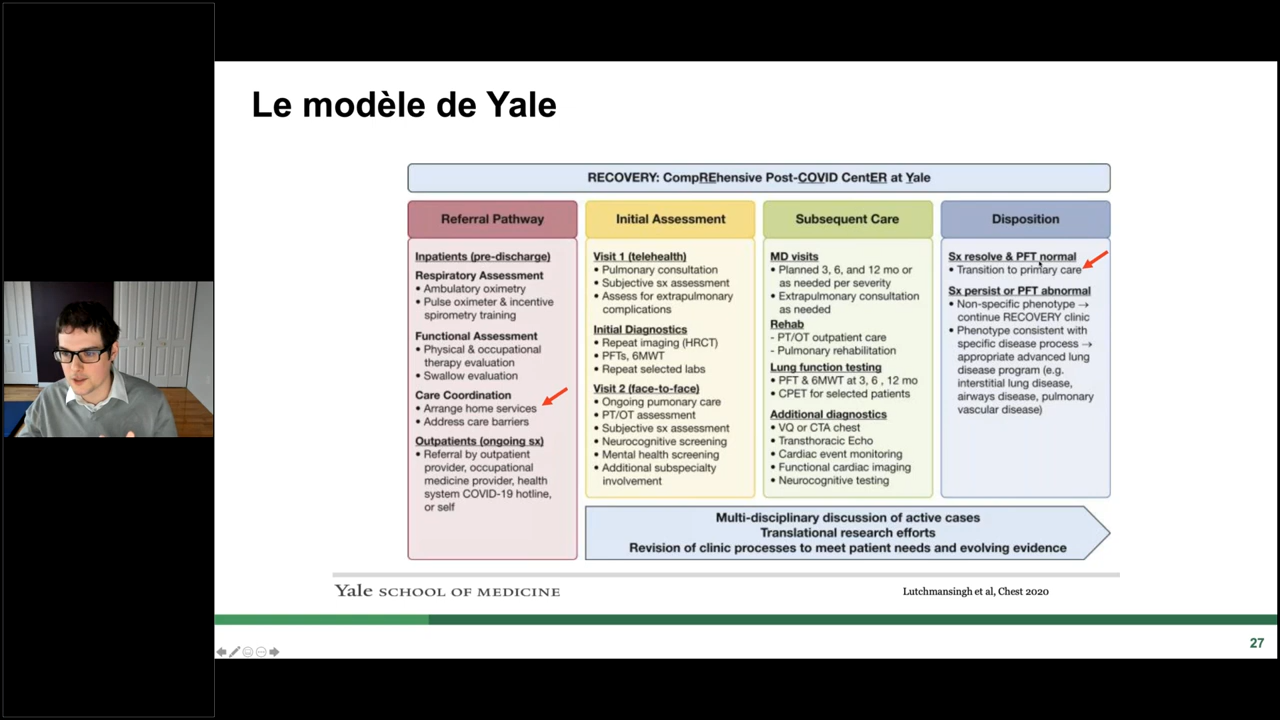 Le modèle de Yale
RECOVERY: CompREhensive Post-COVID CentER at Yale
Referral Pathway
Inpatients (pre-discharge)
Respiratory Assessment
• Ambulatory oximetry
• Pulse oximeter & incentive
spirometry training
Functional Assessment
• Physical & occupational
therapy evaluation
• Swallow evaluation
Care Coordination
• Arrange home services
• Address care barriers
Outpatients (ongoing sx)
• Referral by outpatient
provider, occupational
medicine provider, health
system COVID-19 hotline,
or self
Initial Assessment
Visit 1 (telehealth)
• Pulmonary consultation
• Subjective sx assessment
• Assess for extrapulmonary
complications
Initial Diagnostics
• Repeat imaging (HRCT)
• PFTs, 6MWT
• Repeat selected labs
Visit 2 (face-to-face)
• Ongoing pumonary care
• PT/OT assessment
• Subjective sx assessment
• Neurocognitive screening
• Mental health screening
• Additional subspecialty
involvement
Subsequent Care
MD visits
• Planned 3, 6, and 12 mo or
as needed per severity
• Extrapulmonary consultation
as needed
Rehab
- PT/OT outpatient care
- Pulmonary rehabilitation
Lung function testing
• PFT & 6MWT at 3, 6 , 12 mo
• CPET for selected patients
Additional diagnostics
• VQ or CTA chest
• Transthoracic Echo
• Cardiac event monitoring
• Functional cardiac imaging
• Neurocognitive testing
Disposition
Sx resolve & PFT normal
• Transition to primary care
Sx persist or PFT abnormal
• Non-specific phenotype →
continue RECOVERY clinic
• Phenotype consistent with
specific disease process →
appropriate advanced lung
disease program (e.g.
interstitial lung disease,
airways disease, pulmonary
vascular disease)
Multi-disciplinary discussion of active cases
Translational research efforts
Revision of clinic processes to meet patient needs and evolving evidence
Yale SCHOOL OF MEDICINE
Lutchmansingh et al, Chest 2020
27